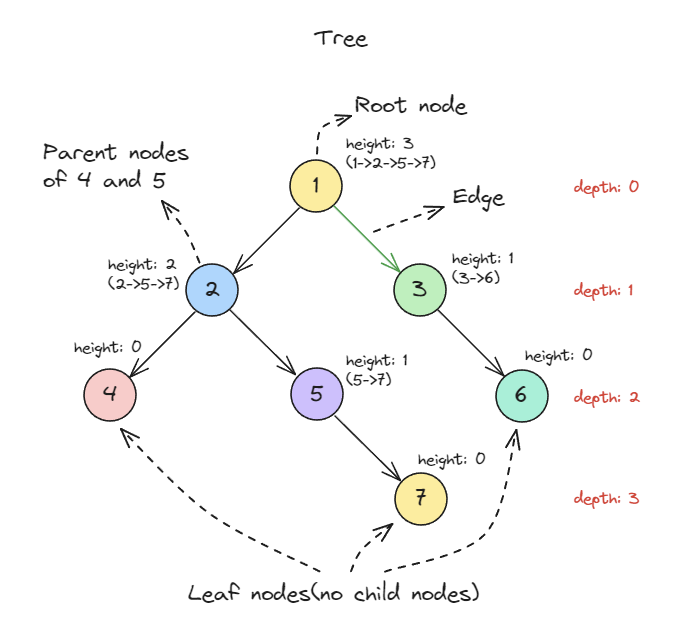 Tree
Root node
height: 3
(1->2->5->7)
Parent nodes
of 4 and 5
1
depth: 0
Edge
height: 2
(2->5->7)
2
3
height: 1
(3->6)
depth: 1
height: 0
4
5
height: 1
(5->7)
height: 0
6
depth: 2
height: 0
7
depth: 3
Leaf nodes(no child nodes)